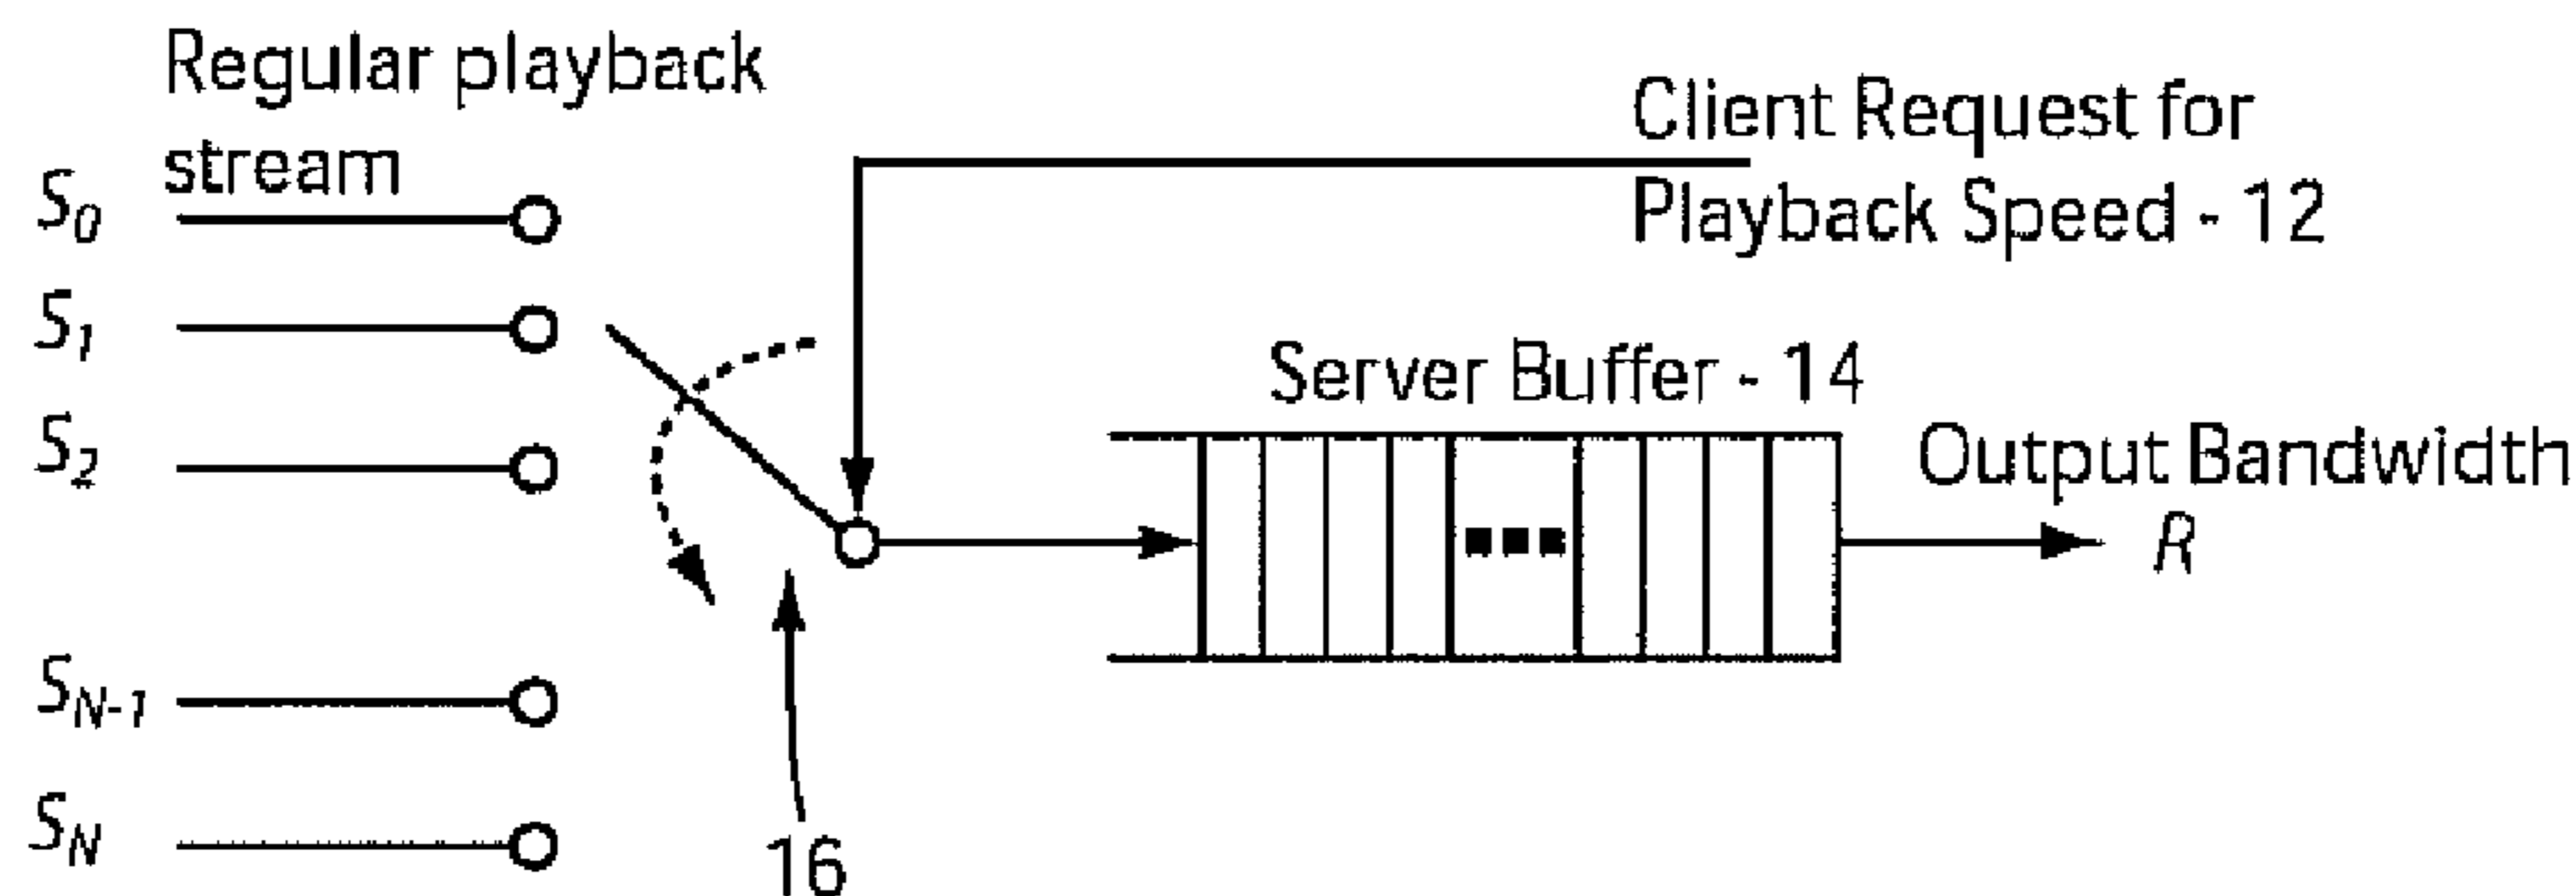 Regular playback
stream
Client Request for
Playback Speed - 12
S0
S1
S2
SN-1
SN
Server Buffer - 14
Output Bandwidth
R
16